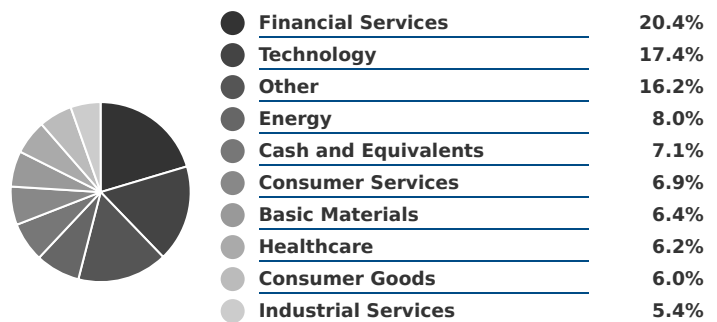 Financial Services 20.4%
Technology 17.4%
Other 16.2%
Energy 8.0%
Cash and Equivalents 7.1%
Consumer Services 6.9%
Basic Materials 6.4%
Healthcare 6.2%
Consumer Goods 6.0%
Industrial Services 5.4%